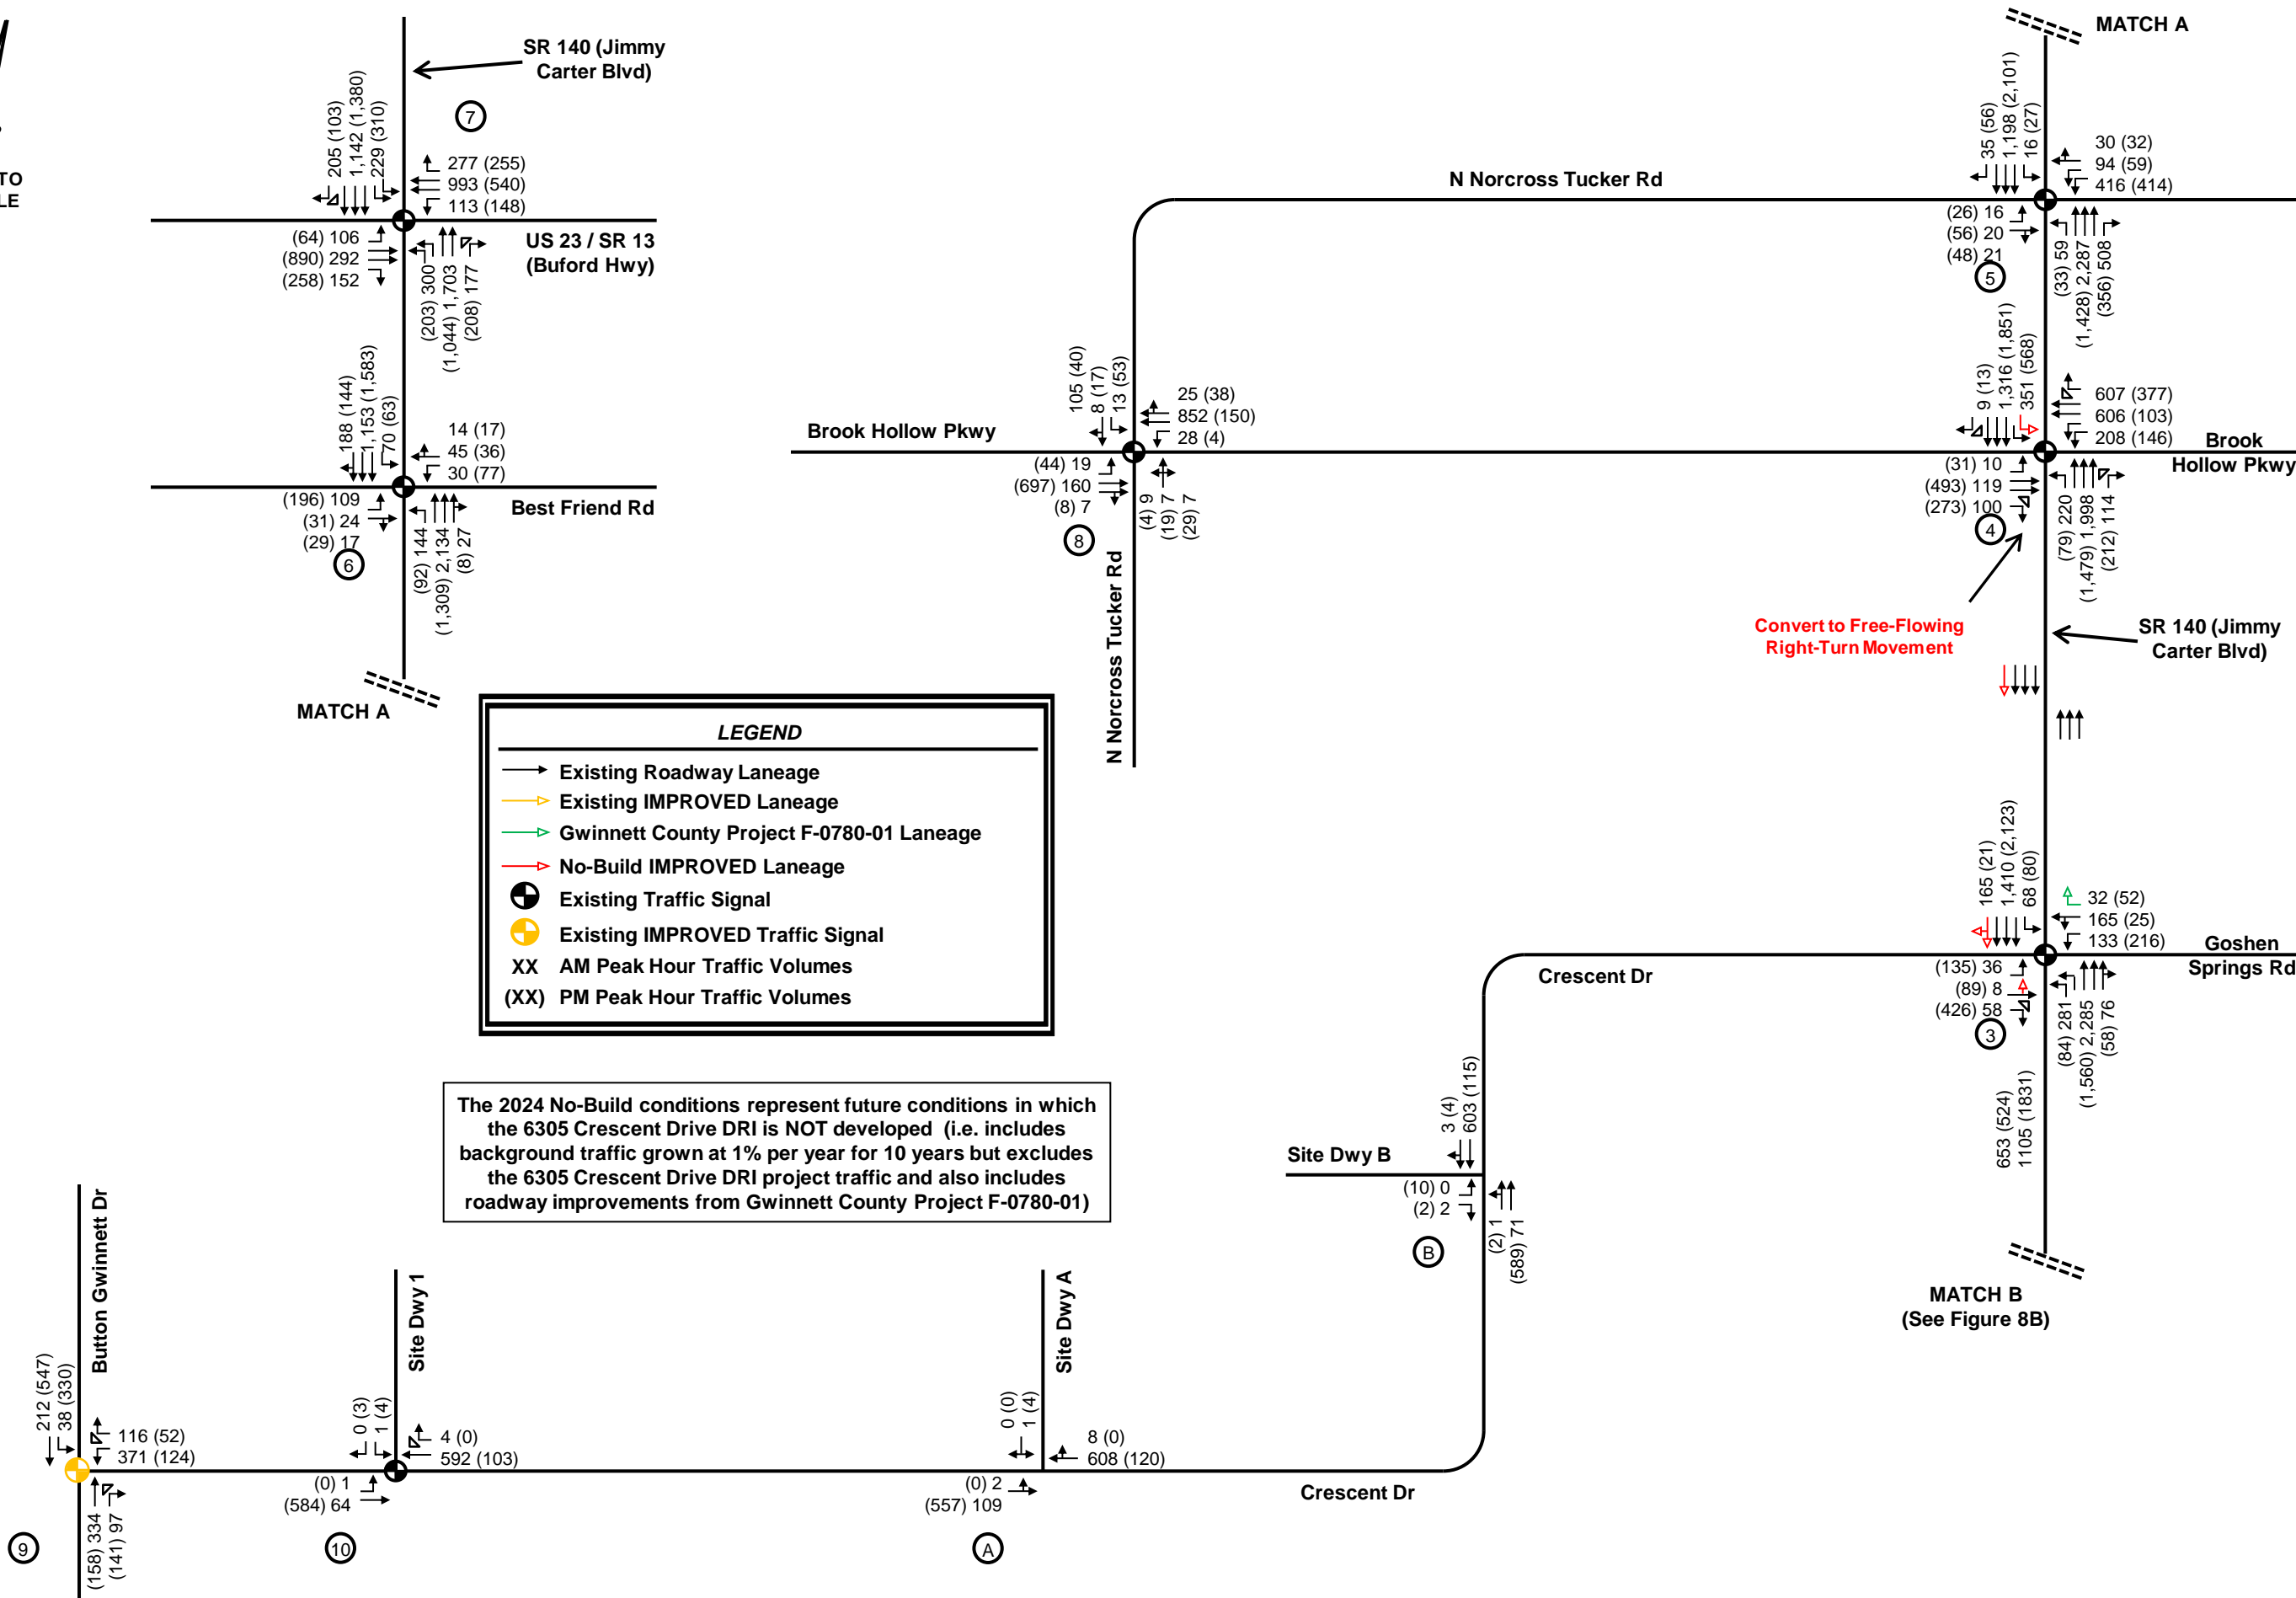 TO
LE
SR 140 (Jimmy
Carter Blvd)
7
205 (103)
1,142 (1,380)
229 (310)
277 (255)
993 (540)
113 (148)
(64) 106
(890) 292
(258) 152
(203) 300
(1,044) 1,703
(208) 177
US 23 / SR 13
(Buford Hwy)
188 (144)
1,153 (1,583)
70 (63)
14 (17)
45 (36)
30 (77)
(196) 109
(31) 24
(29) 17
6
(92) 144
(1,309) 2,134
(8) 27
Best Friend Rd
MATCH A
MATCH A
N Norcross Tucker Rd
35 (56)
1,198 (2,101)
16 (27)
30 (32)
94 (59)
416 (414)
(26) 16
(56) 20
(48) 21
5
(33) 59
(1,428) 2,287
(356) 508
105 (40)
8 (17)
13 (53)
25 (38)
852 (150)
28 (4)
Brook Hollow Pkwy
(44) 19
(697) 160
(8) 7
8
(4) 9
(19) 7
(29) 7
N Norcross Tucker Rd
9 (13)
1,316 (1,851)
351 (568)
607 (377)
606 (103)
208 (146)
Brook
Hollow Pkwy
(31) 10
(493) 119
(273) 100
4
(79) 220
(1,479) 1,998
(212) 114
Convert to Free-Flowing
Right-Turn Movement
SR 140 (Jimmy
Carter Blvd)
LEGEND
Existing Roadway Laneage
Existing IMPROVED Laneage
Gwinnett County Project F-0780-01 Laneage
No-Build IMPROVED Laneage
Existing Traffic Signal
Existing IMPROVED Traffic Signal
XX AM Peak Hour Traffic Volumes
(XX) PM Peak Hour Traffic Volumes
165 (21)
1,410 (2,123)
68 (80)
32 (52)
165 (25)
133 (216)
Goshen
Springs Rd
Crescent Dr
(135) 36
(89) 8
(426) 58
3
(84) 281
(1,560) 2,285
(58) 76
653 (524)
1105 (1831)
MATCH B
(See Figure 8B)
The 2024 No-Build conditions represent future conditions in which
the 6305 Crescent Drive DRI is NOT developed (i.e. includes
background traffic grown at 1% per year for 10 years but excludes
the 6305 Crescent Drive DRI project traffic and also includes
roadway improvements from Gwinnett County Project F-0780-01)
3 (4)
603 (115)
Site Dwy B
(10) 0
(2) 2
B
(2) 1
(589) 71
Button Gwinnett Dr
212 (547)
38 (330)
116 (52)
371 (124)
9
(158) 334
(141) 97
Site Dwy 1
0 (3)
1 (4)
4 (0)
592 (103)
(0) 1
(584) 64
10
Site Dwy A
0 (0)
1 (4)
8 (0)
608 (120)
(0) 2
(557) 109
A
Crescent Dr